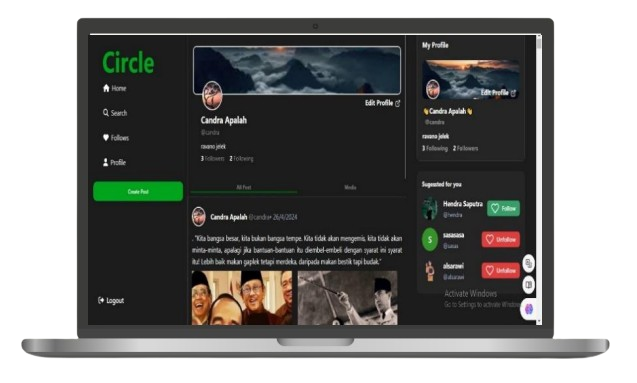 Circle
Home
Search
Follows
Profile
Create Post
Logout
Edit Profile
Candra Apalah
@candra
ravano jelek
3 Followers 2 Following
All Post
Media
Candra Apalah @candra• 26/4/2024
. "Kita bangsa besar, kita bukan bangsa tempe. Kita tidak akan mengemis, kita tidak akan
minta-minta, apalagi jika bantuan-bantuan itu diembel-embeli dengan syarat ini syarat
itu! Lebih baik makan gaplek tetapi merdeka, daripada makan bestik tapi budak."
My Profile
Edit Profile
👋Candra Apalah👋
@candra
ravano jelek
3 Following 2 Followers
Sugessted for you
Hendra Saputra
@hendra
Follow
S
sasasasa
@sasas
Unfollow
alsarawi
@alsarawi
Unfollow
Activate Windows
Go to Settings to activate Windows